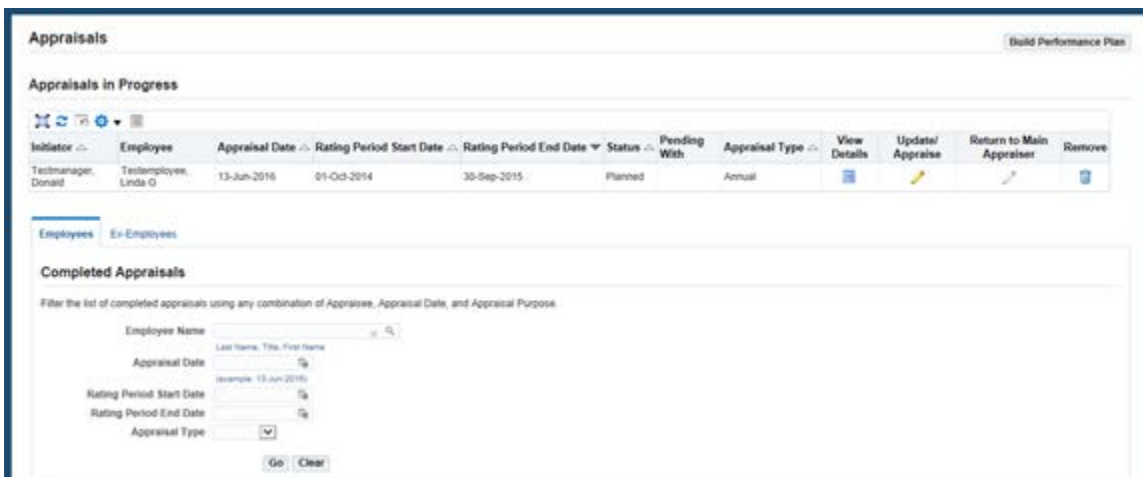 Appraisals
Build Performance Plan
Appraisals in Progress
Initiator Employee Appraisal Date Rating Period Start Date Rating Period End Date Status Pending With Appraisal Type View Details Update/ Appraise Return to Main Appraiser Remove
Testmanager, Donald Testemployee, Linda O 13-Jun-2016 01-Oct-2014 30-Sep-2015 Planned Annual
Employees Ex-Employees
Completed Appraisals
Filter the list of completed appraisals using any combination of Appraisee, Appraisal Date, and Appraisal Purpose.
Employee Name
Last Name, Title, First Name
Appraisal Date
(example: 13-Jun-2016)
Rating Period Start Date
Rating Period End Date
Appraisal Type
Go Clear